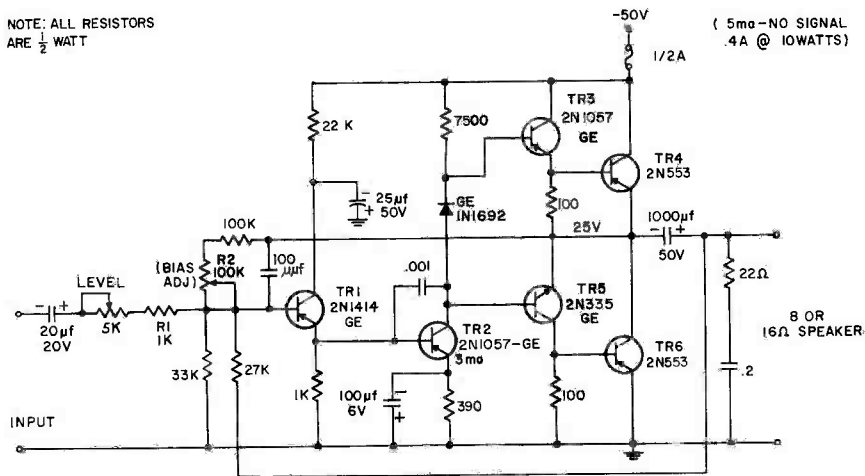 NOTE: ALL RESISTORS
ARE 1/2 WATT
-50V
1/2A
( 5ma-NO SIGNAL
.4A @ 10WATTS)
22 K
7500
TR3
2N1057
GE
TR4
2N553
25µf
50V
GE
1N1692
100
100K
25V
1000µf
50V
R2
100K
(BIAS
ADJ)
100
µµf
.001
22Ω
LEVEL
TR1
2N1414
GE
TR5
2N335
GE
8 OR
16Ω SPEAKER
20µf
20V
5K
R1
1K
TR2
2N1057-GE
3ma
TR6
2N553
33K
27K
1K
100µf
6V
390
100
.2
INPUT